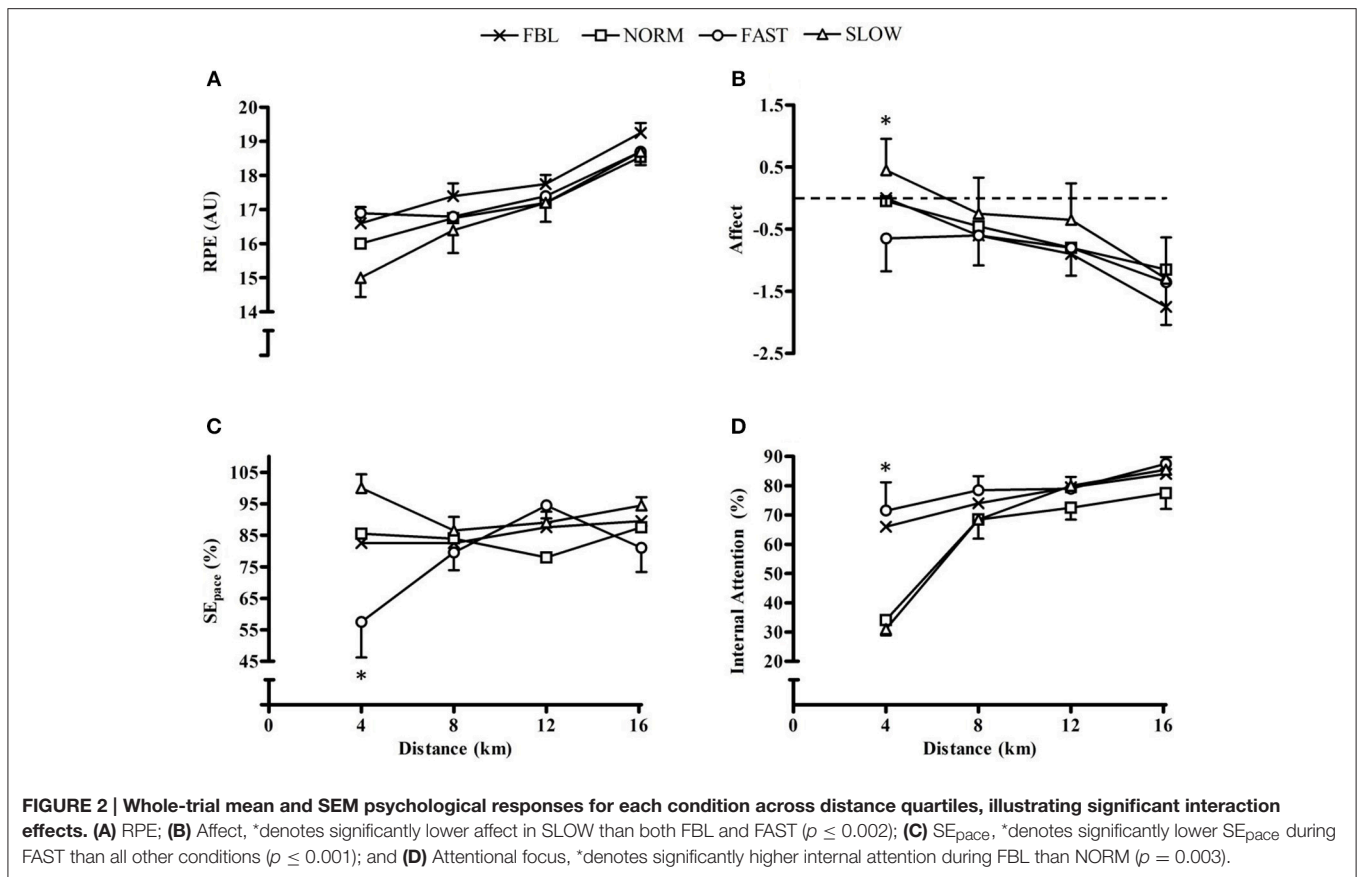 FBL NORM FAST SLOW
A
B
20
19
18
17
16
15
14
RPE (AU)
*
1.5
0.5
-0.5
-1.5
-2.5
Affect
C
D
105
95
85
75
65
55
45
SE_pace (%)
*
0 4 8 12 16
Distance (km)
*
90
80
70
60
50
40
30
20
Internal Attention (%)
0 4 8 12 16
Distance (km)
FIGURE 2 | Whole-trial mean and SEM psychological responses for each condition across distance quartiles, illustrating significant interaction
effects. (A) RPE; (B) Affect, *denotes significantly lower affect in SLOW than both FBL and FAST (p ≤ 0.002); (C) SE_pace, *denotes significantly lower SE_pace during
FAST than all other conditions (p ≤ 0.001); and (D) Attentional focus, *denotes significantly higher internal attention during FBL than NORM (p = 0.003).